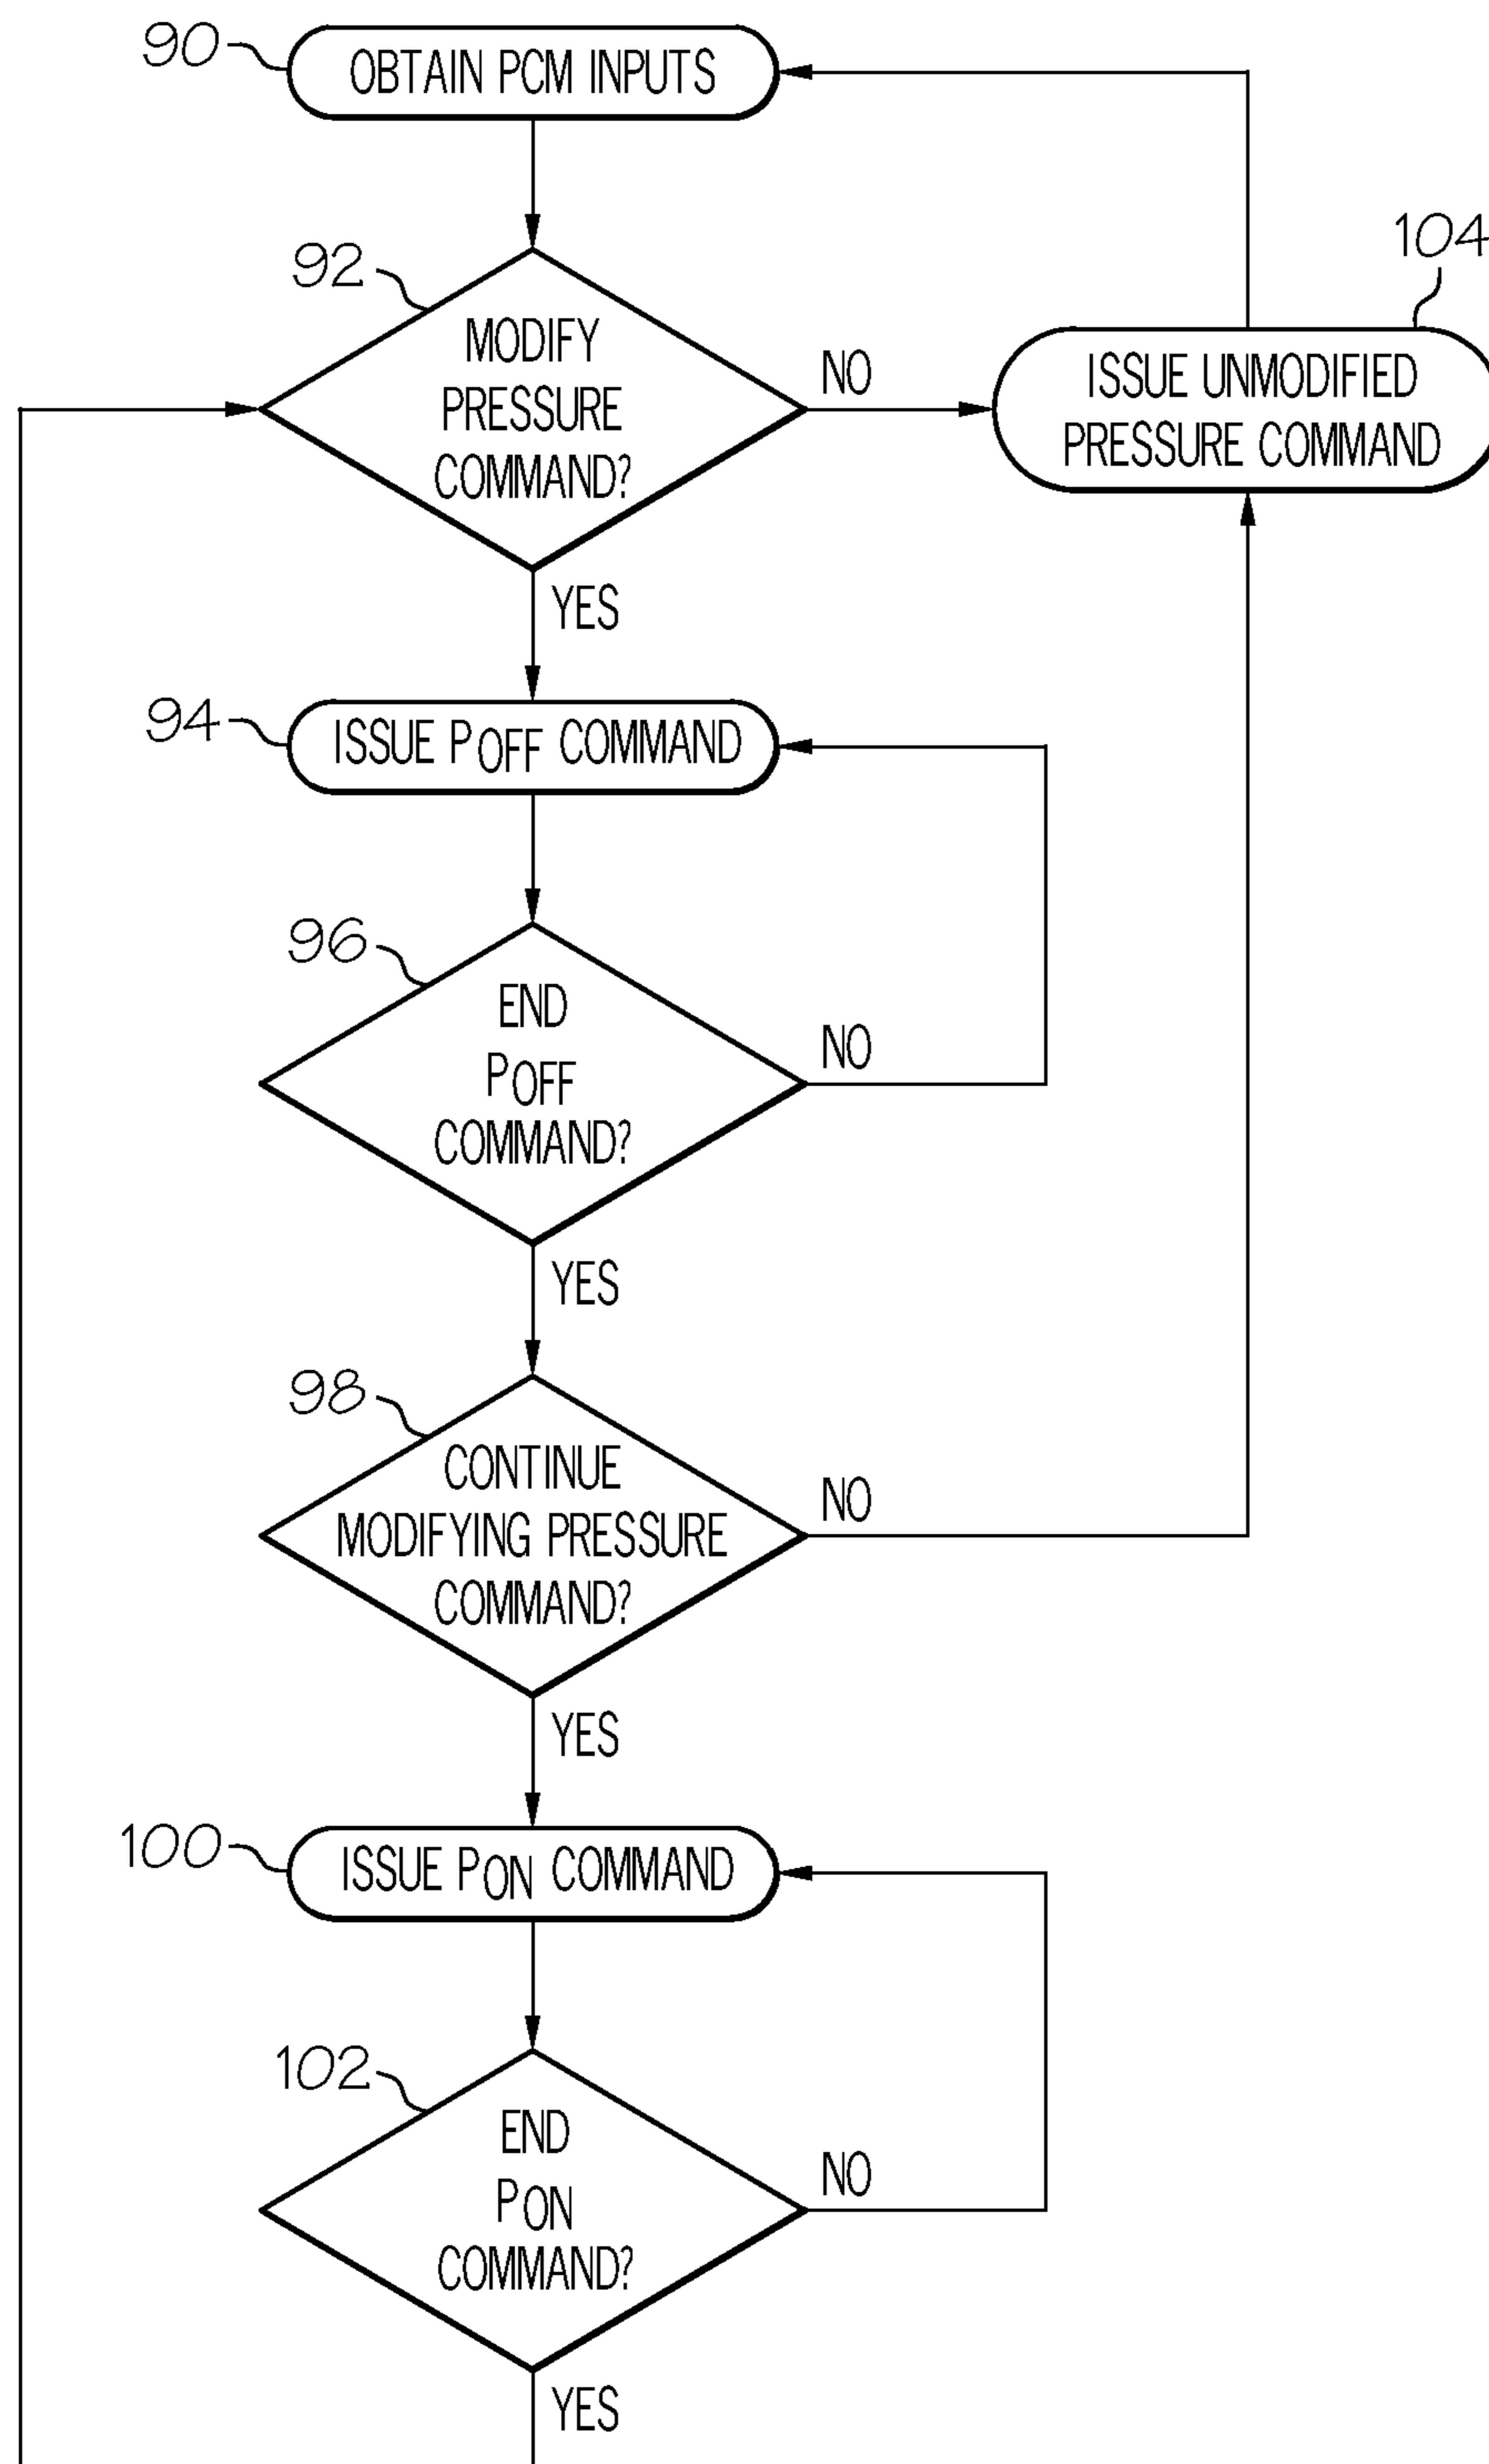 90
OBTAIN PCM INPUTS
92
MODIFY
PRESSURE
COMMAND?
NO
104
ISSUE UNMODIFIED
PRESSURE COMMAND
YES
94
ISSUE POFF COMMAND
96
END
POFF
COMMAND?
NO
YES
98
CONTINUE
MODIFYING PRESSURE
COMMAND?
NO
YES
100
ISSUE PON COMMAND
102
END
PON
COMMAND?
NO
YES